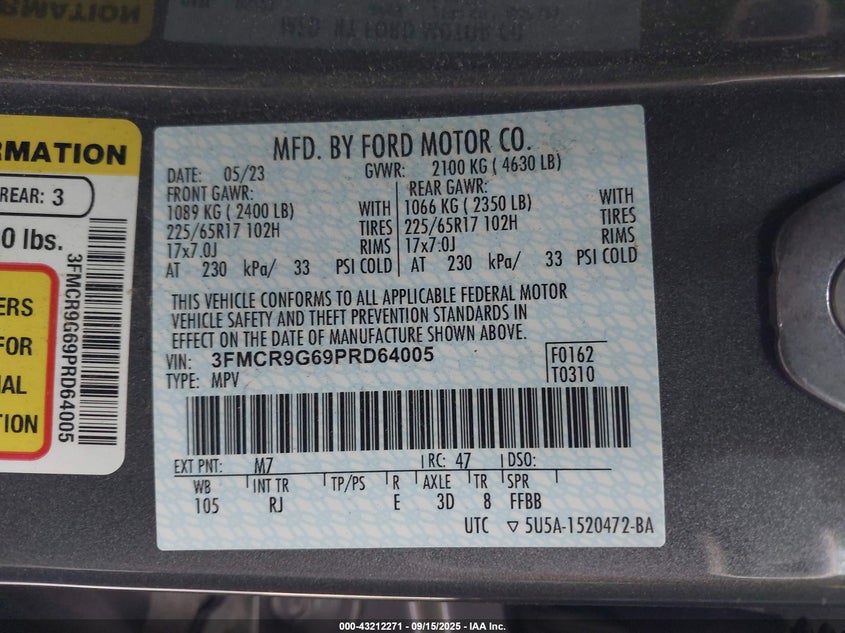 MFD. BY FORD MOTOR CO.
RMATION
REAR: 3
0 lbs.
ERS
FOR
AL
TION
3FMCR9G69PRD64005
MFD. BY FORD MOTOR CO.
DATE: 05/23 GVWR: 2100 KG ( 4630 LB)
FRONT GAWR: REAR GAWR:
1089 KG ( 2400 LB) WITH 1066 KG ( 2350 LB) WITH
225/65R17 102H TIRES 225/65R17 102H TIRES
17x7.0J RIMS 17x7.0J RIMS
AT 230 kPa/ 33 PSI COLD AT 230 kPa/ 33 PSI COLD
THIS VEHICLE CONFORMS TO ALL APPLICABLE FEDERAL MOTOR
VEHICLE SAFETY AND THEFT PREVENTION STANDARDS IN
EFFECT ON THE DATE OF MANUFACTURE SHOWN ABOVE.
VIN: 3FMCR9G69PRD64005 F0162
TYPE: MPV T0310
EXT PNT: M7 RC: 47 DSO:
WB INT TR TP/PS R AXLE TR SPR
105 RJ E 3D 8 FFBB
UTC ▽ 5U5A-1520472-BA
000-43212271 - 09/15/2025 - IAA Inc.